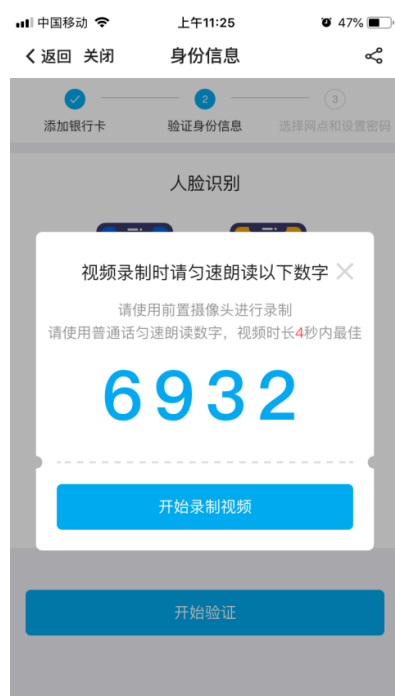 中国移动 上午11:25 47%
返回 关闭 身份信息
2 3
添加银行卡 验证身份信息 选择网点和设置密码
人脸识别
视频录制时请匀速朗读以下数字
请使用前置摄像头进行录制
请使用普通话匀速朗读数字，视频时长4秒内最佳
6932
开始录制视频
开始验证